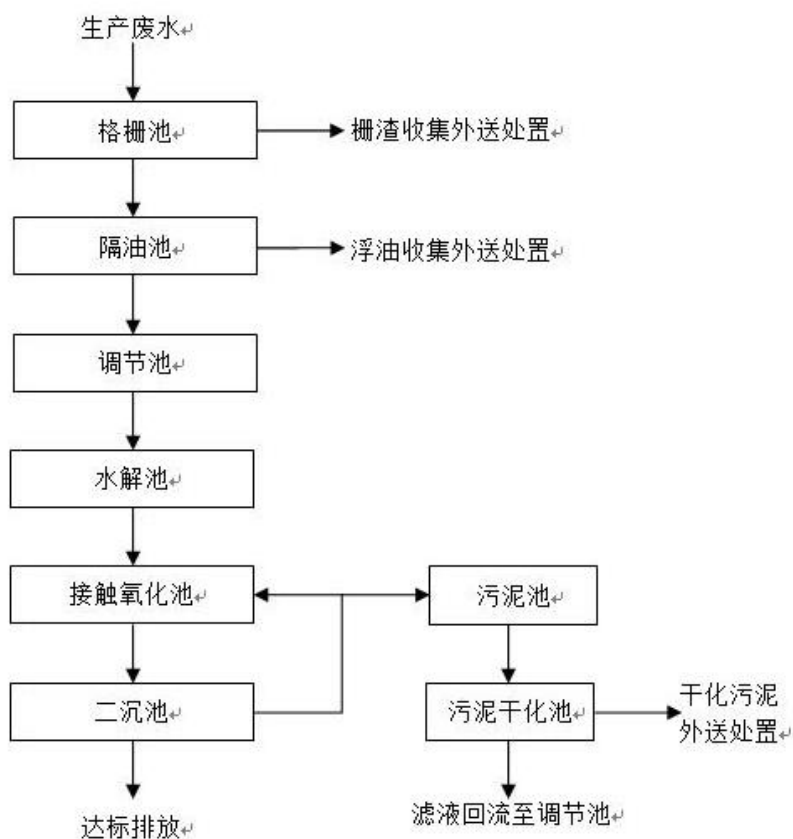 生产废水
格栅池
栅渣收集外送处置
隔油池
浮油收集外送处置
调节池
水解池
接触氧化池
污泥池
二沉池
污泥干化池
干化污泥
外送处置
达标排放
滤液回流至调节池